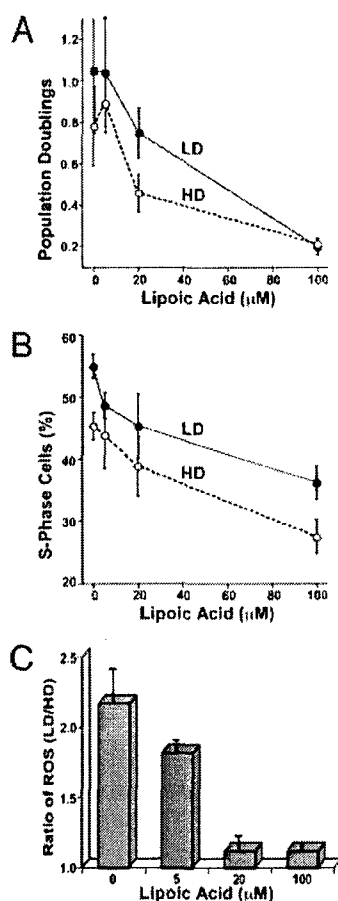 A
Population Doublings
1.2
1.0
0.8
0.6
0.4
0.2
LD
HD
0 20 40 60 80 100
Lipoic Acid (μM)
B
S-Phase Cells (%)
60
50
40
30
20
LD
HD
0 20 40 60 80 100
Lipoic Acid (μM)
C
Ratio of ROS (LD/HD)
2.5
2.0
1.5
1.0
0 5 20 100
Lipoic Acid (μM)